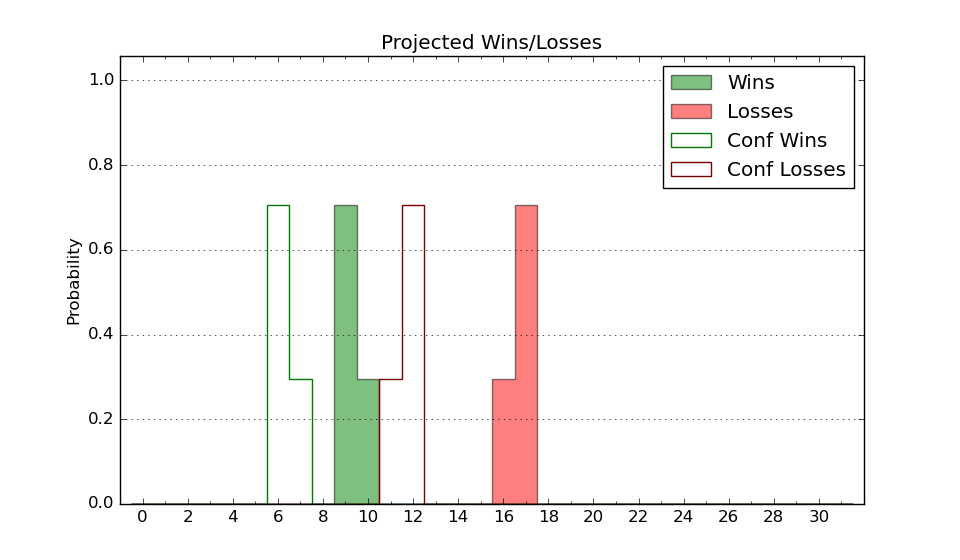 Projected Wins/Losses
Probability
1.0
0.8
0.6
0.4
0.2
0.0
Wins
Losses
Conf Wins
Conf Losses
0 2 4 6 8 10 12 14 16 18 20 22 24 26 28 30